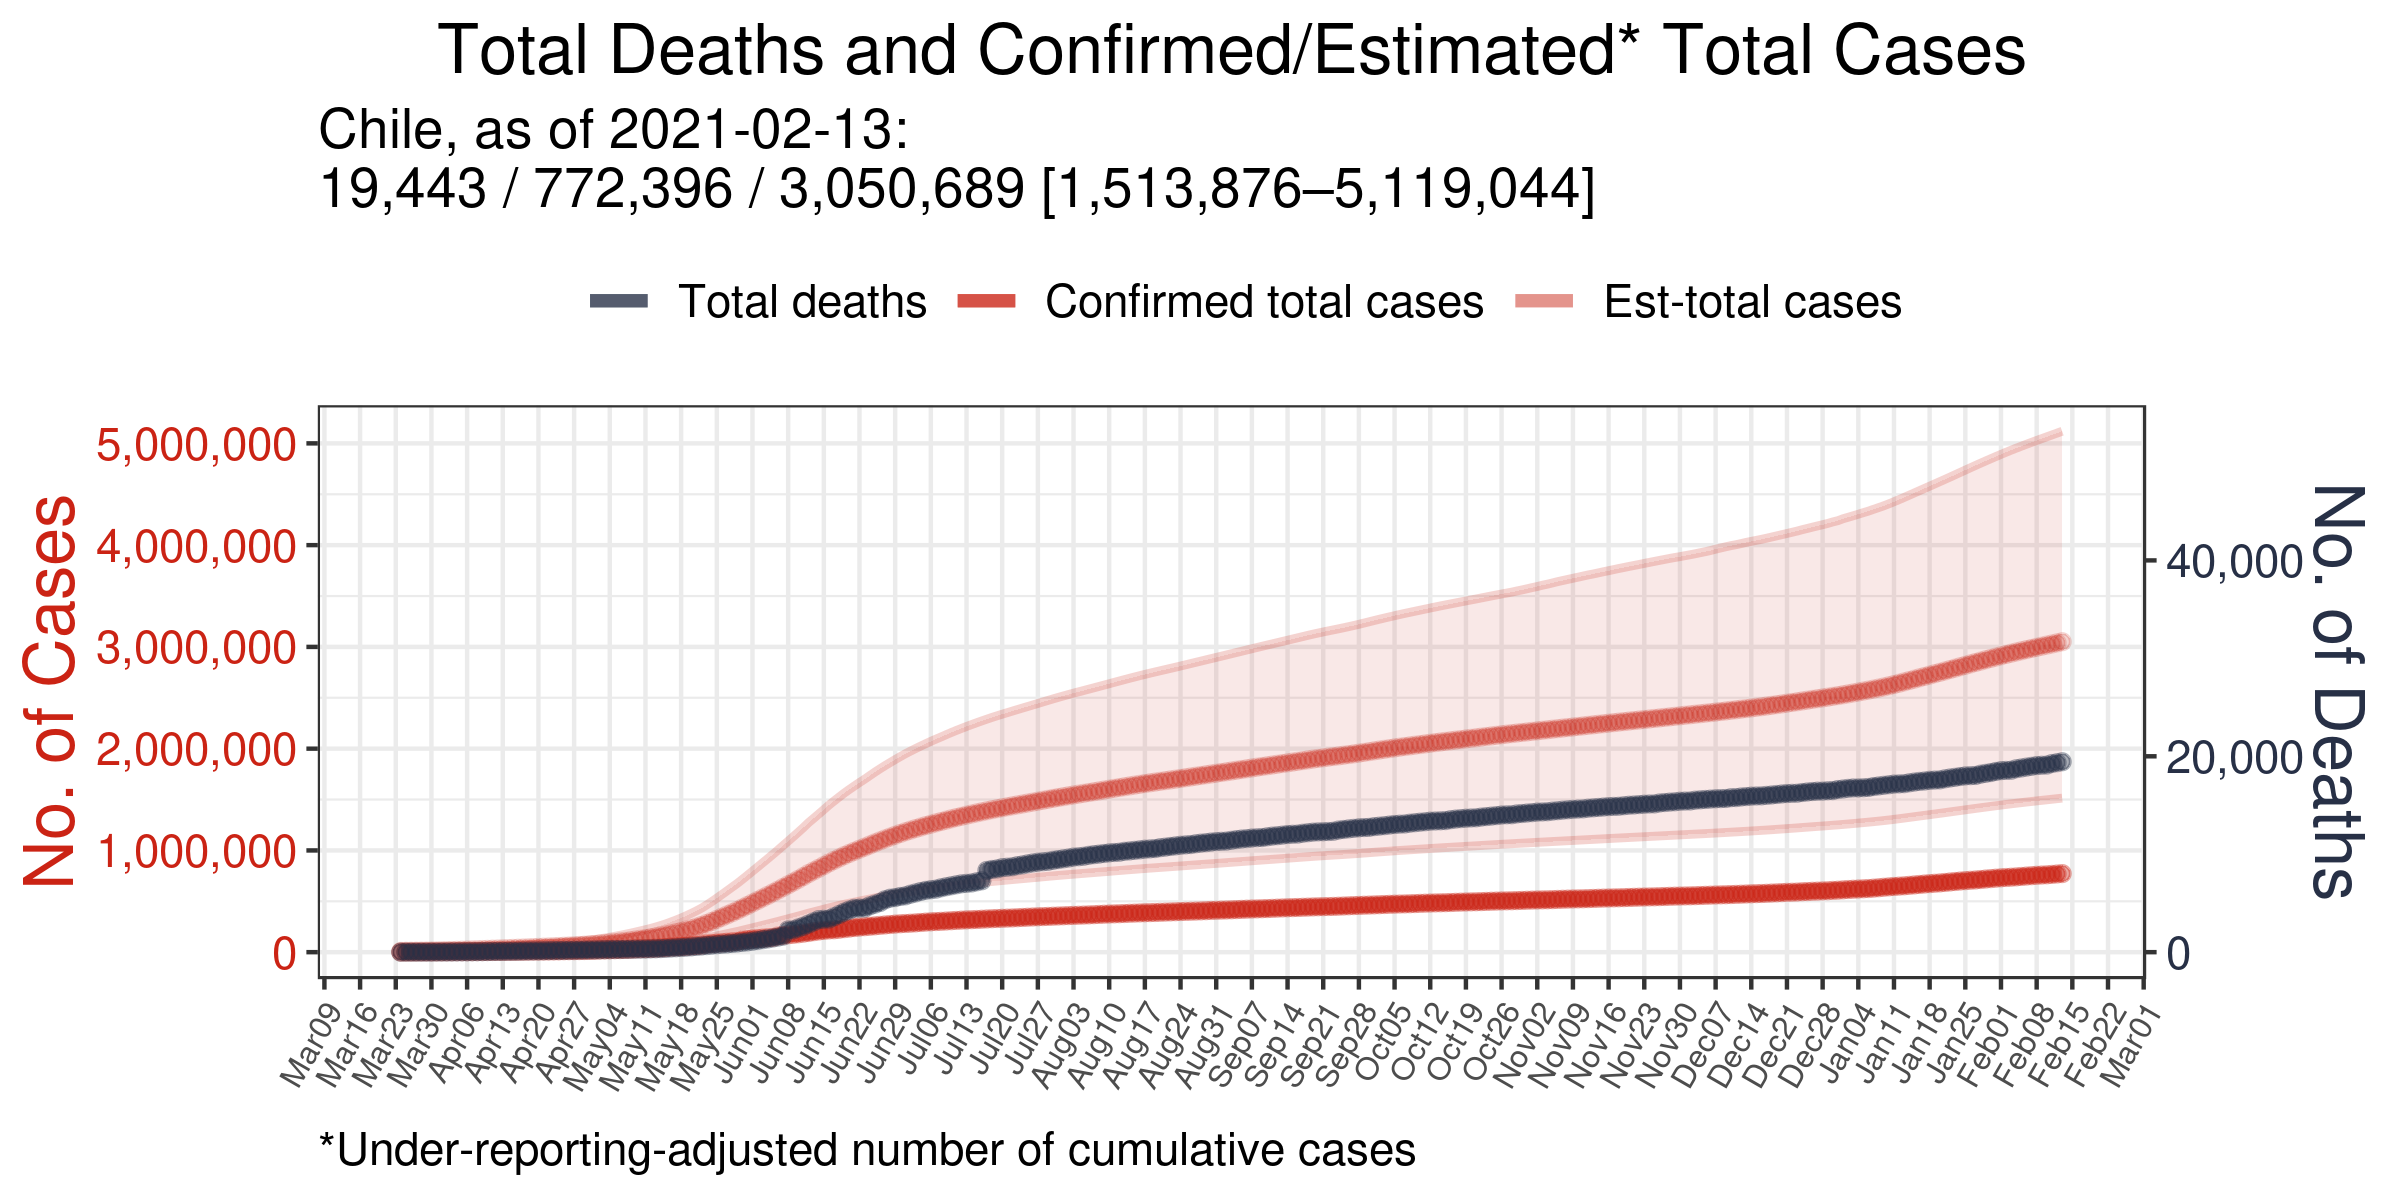 Total Deaths and Confirmed/Estimated* Total Cases
Chile, as of 2021-02-13:
19,443 / 772,396 / 3,050,689 [1,513,876–5,119,044]
Total deaths
Confirmed total cases
Est-total cases
No. of Cases
5,000,000
4,000,000
3,000,000
2,000,000
1,000,000
0
40,000
20,000
0
No. of Deaths
Mar09
Mar16
Mar23
Mar30
Apr06
Apr13
Apr20
Apr27
May04
May11
May18
May25
Jun01
Jun08
Jun15
Jun22
Jun29
Jul06
Jul13
Jul20
Jul27
Aug03
Aug10
Aug17
Aug24
Aug31
Sep07
Sep14
Sep21
Sep28
Oct05
Oct12
Oct19
Oct26
Nov02
Nov09
Nov16
Nov23
Nov30
Dec07
Dec14
Dec21
Dec28
Jan04
Jan11
Jan18
Jan25
Feb01
Feb08
Feb15
Feb22
Mar01
*Under-reporting-adjusted number of cumulative cases